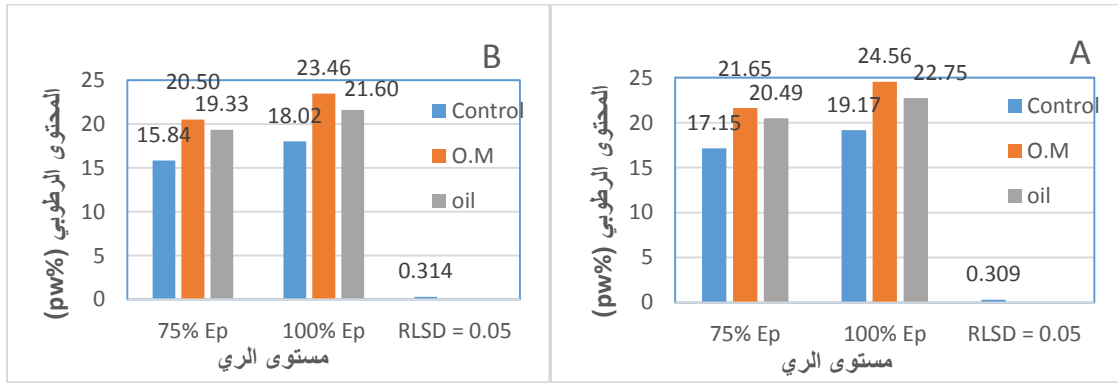 B
المحتوى الرطوبي (pw%)
25
20
15
10
5
0
15.84
20.50
19.33
18.02
23.46
21.60
0.314
Control
O.M
oil
75% Ep
100% Ep
RLSD = 0.05
مستوى الري
A
المحتوى الرطوبي (pw%)
25
20
15
10
5
0
17.15
21.65
20.49
19.17
24.56
22.75
0.309
Control
O.M
oil
75% Ep
100% Ep
RLSD = 0.05
مستوى الري